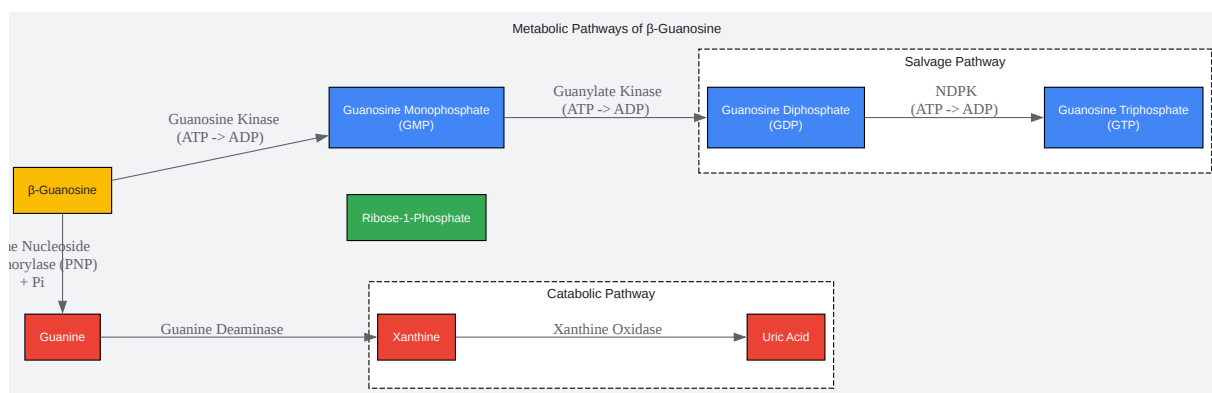 Metabolic Pathways of β-Guanosine
Salvage Pathway
Guanosine Kinase
(ATP -> ADP)
Guanosine Monophosphate
(GMP)
Guanylate Kinase
(ATP -> ADP)
Guanosine Diphosphate
(GDP)
NDPK
(ATP -> ADP)
Guanosine Triphosphate
(GTP)
β-Guanosine
Ribose-1-Phosphate
Nucleoside
(PNP)
+ Pi
Catabolic Pathway
Guanine
Guanine Deaminase
Xanthine
Xanthine Oxidase
Uric Acid